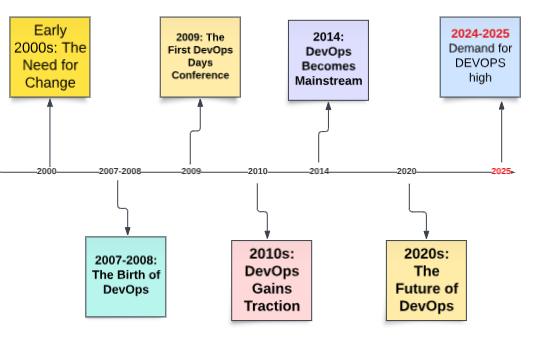 Early
2000s: The
Need for
Change
2009: The
First DevOps
Days
Conference
2014:
DevOps
Becomes
Mainstream
2024-2025
Demand for
DEVOPS
high
2000
2007-2008
2009
2010
2014
2020
2025
2007-2008:
The Birth of
DevOps
2010s:
DevOps
Gains
Traction
2020s:
The
Future of
DevOps